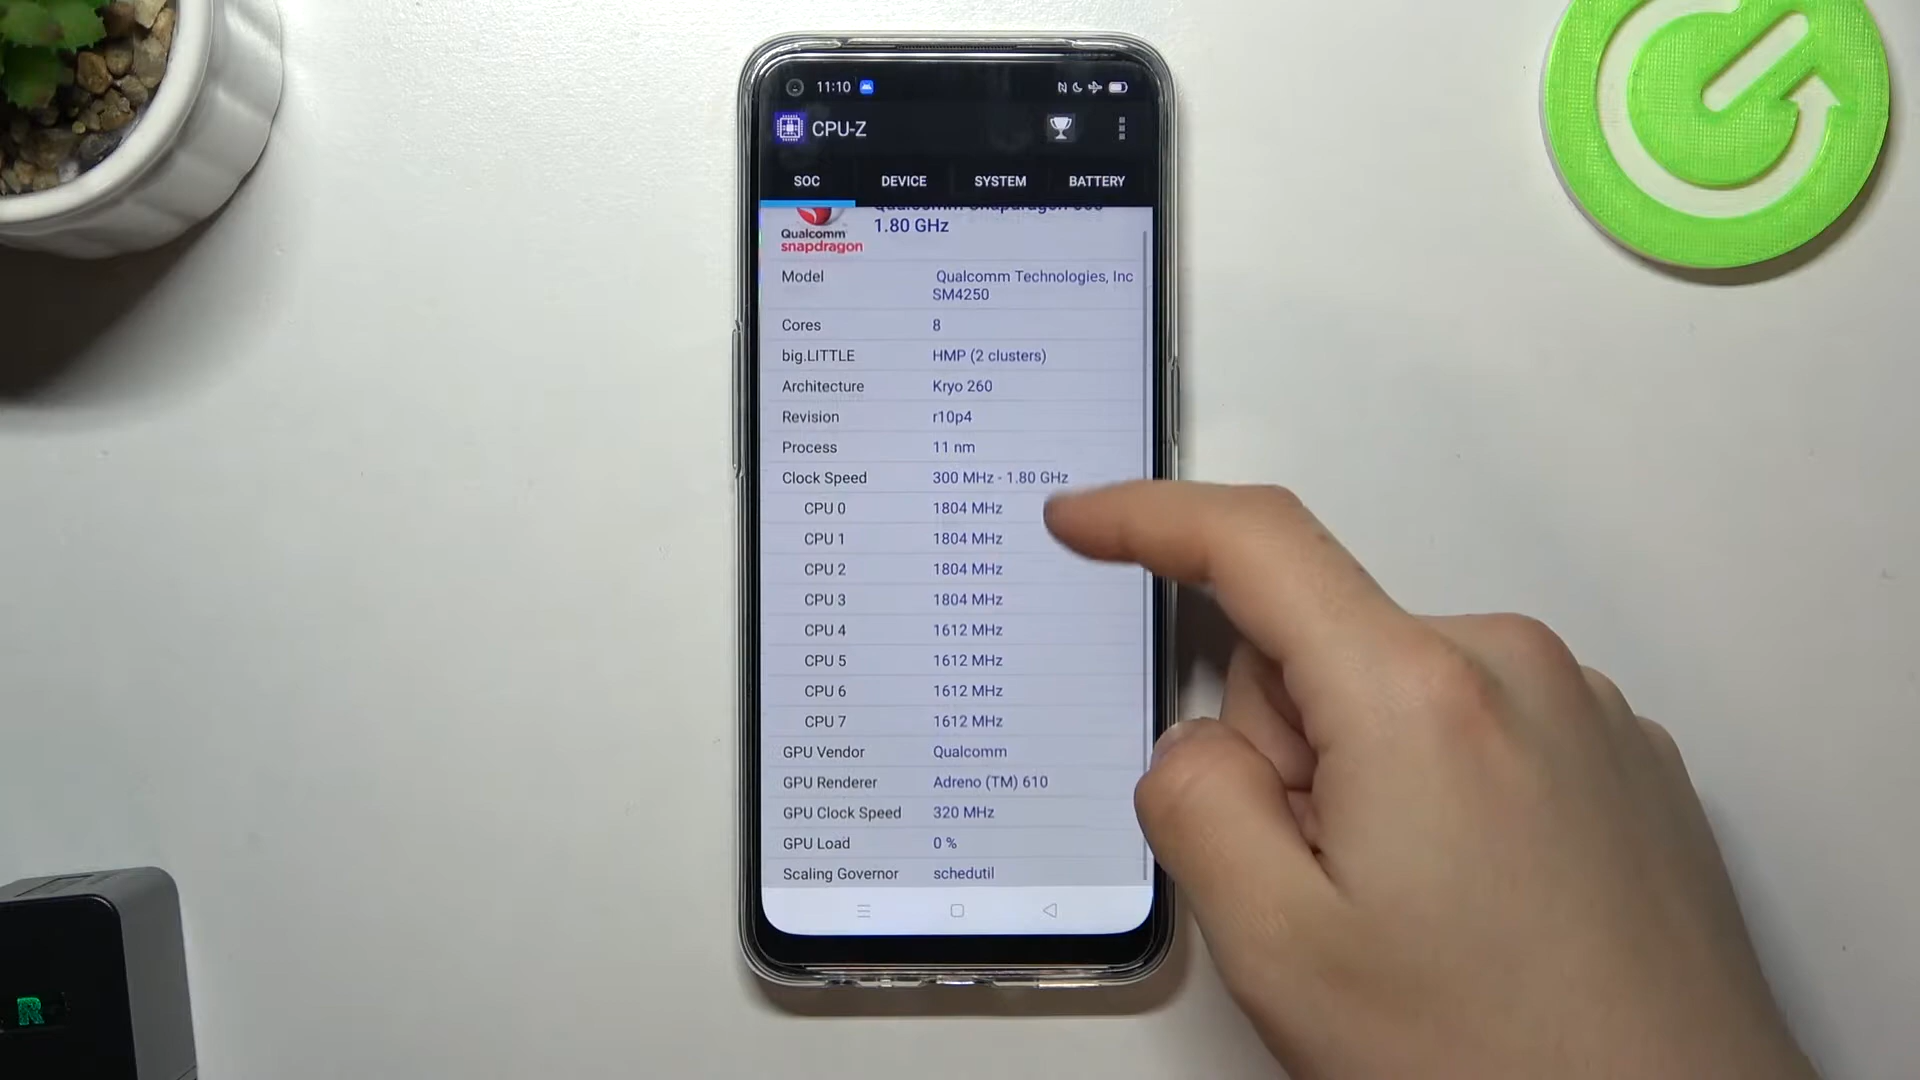 11:10
CPU-Z
SOC DEVICE SYSTEM BATTERY
Qualcomm snapdragon
1.80 GHz
Model Qualcomm Technologies, Inc SM4250
Cores 8
big.LITTLE HMP (2 clusters)
Architecture Kryo 260
Revision r10p4
Process 11 nm
Clock Speed 300 MHz - 1.80 GHz
CPU 0 1804 MHz
CPU 1 1804 MHz
CPU 2 1804 MHz
CPU 3 1804 MHz
CPU 4 1612 MHz
CPU 5 1612 MHz
CPU 6 1612 MHz
CPU 7 1612 MHz
GPU Vendor Qualcomm
GPU Renderer Adreno (TM) 610
GPU Clock Speed 320 MHz
GPU Load 0 %
Scaling Governor schedutil
R